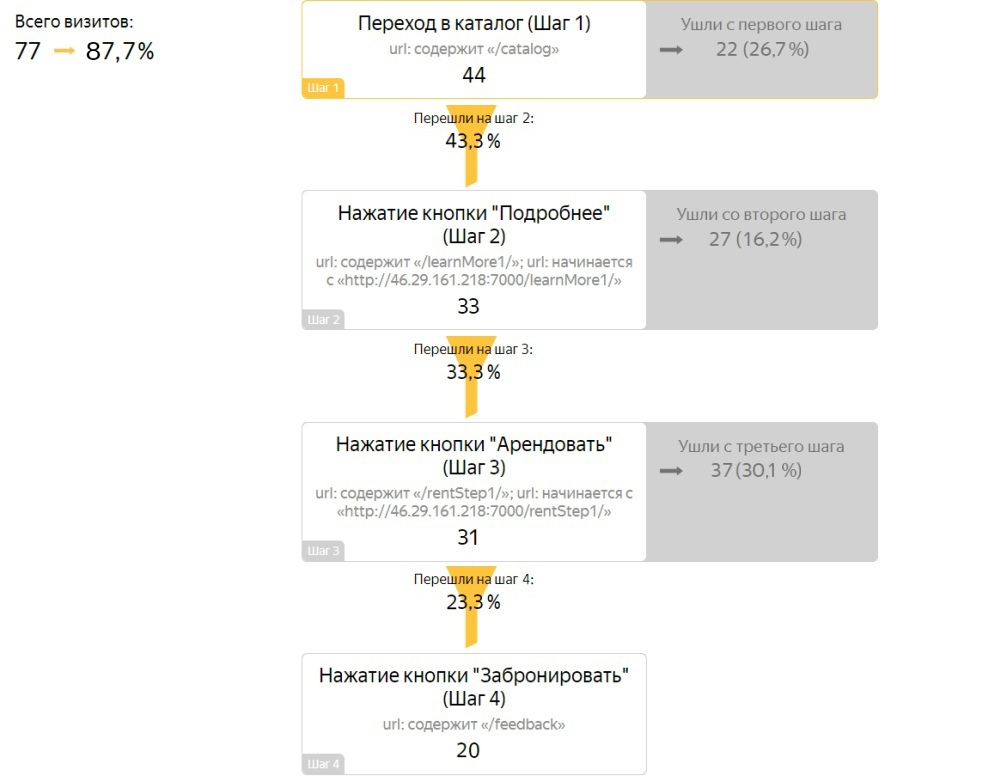 Всего визитов:
77 → 87,7%
Переход в каталог (Шаг 1)
url: содержит «/catalog»
44
Шаг 1
Ушли с первого шага
→ 22 (26,7 %)
Перешли на шаг 2:
43,3 %
Нажатие кнопки "Подробнее"
(Шаг 2)
url: содержит «/learnMore1/»; url: начинается
с «http://46.29.161.218:7000/learnMore1/»
33
Шаг 2
Ушли со второго шага
→ 27 (16,2 %)
Перешли на шаг 3:
33,3 %
Нажатие кнопки "Арендовать"
(Шаг 3)
url: содержит «/rentStep1/»; url: начинается с
«http://46.29.161.218:7000/rentStep1/»
31
Шаг 3
Ушли с третьего шага
→ 37 (30,1 %)
Перешли на шаг 4:
23,3 %
Нажатие кнопки "Забронировать"
(Шаг 4)
url: содержит «/feedback»
20
Шаг 4